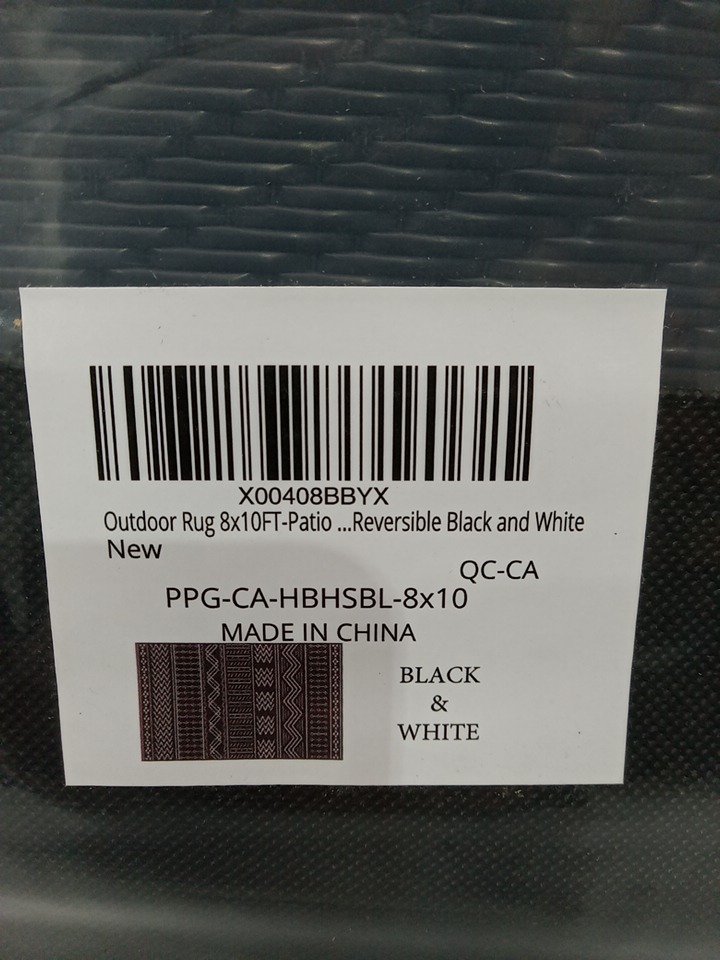 X00408BBYX
Outdoor Rug 8x10FT-Patio ...Reversible Black and White
New
QC-CA
PPG-CA-HBHSBL-8x10
MADE IN CHINA
BLACK
&
WHITE